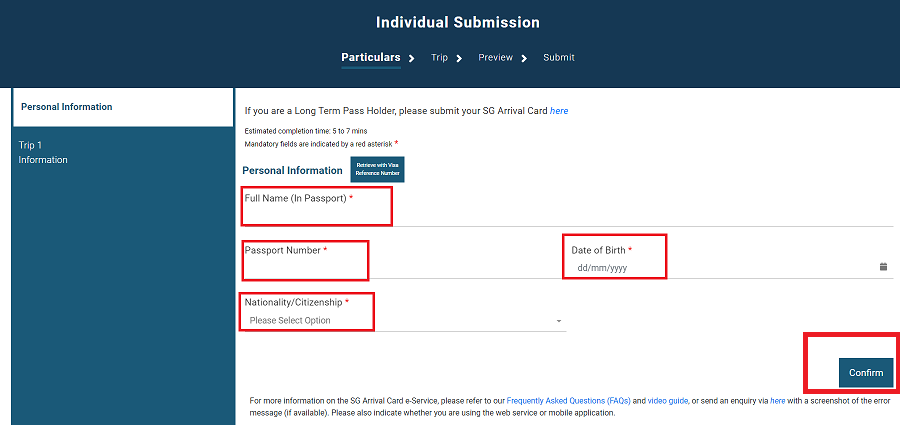 Individual Submission
Particulars > Trip > Preview > Submit
Personal Information
Trip 1
Information
If you are a Long Term Pass Holder, please submit your SG Arrival Card here
Estimated completion time: 5 to 7 mins
Mandatory fields are indicated by a red asterisk *
Personal Information
Retrieve with Visa
Reference Number
Full Name (In Passport) *
Passport Number *
Date of Birth *
dd/mm/yyyy
Nationality/Citizenship *
Please Select Option
Confirm
For more information on the SG Arrival Card e-Service, please refer to our Frequently Asked Questions (FAQs) and video guide, or send an enquiry via here with a screenshot of the error
message (if available). Please also indicate whether you are using the web service or mobile application.